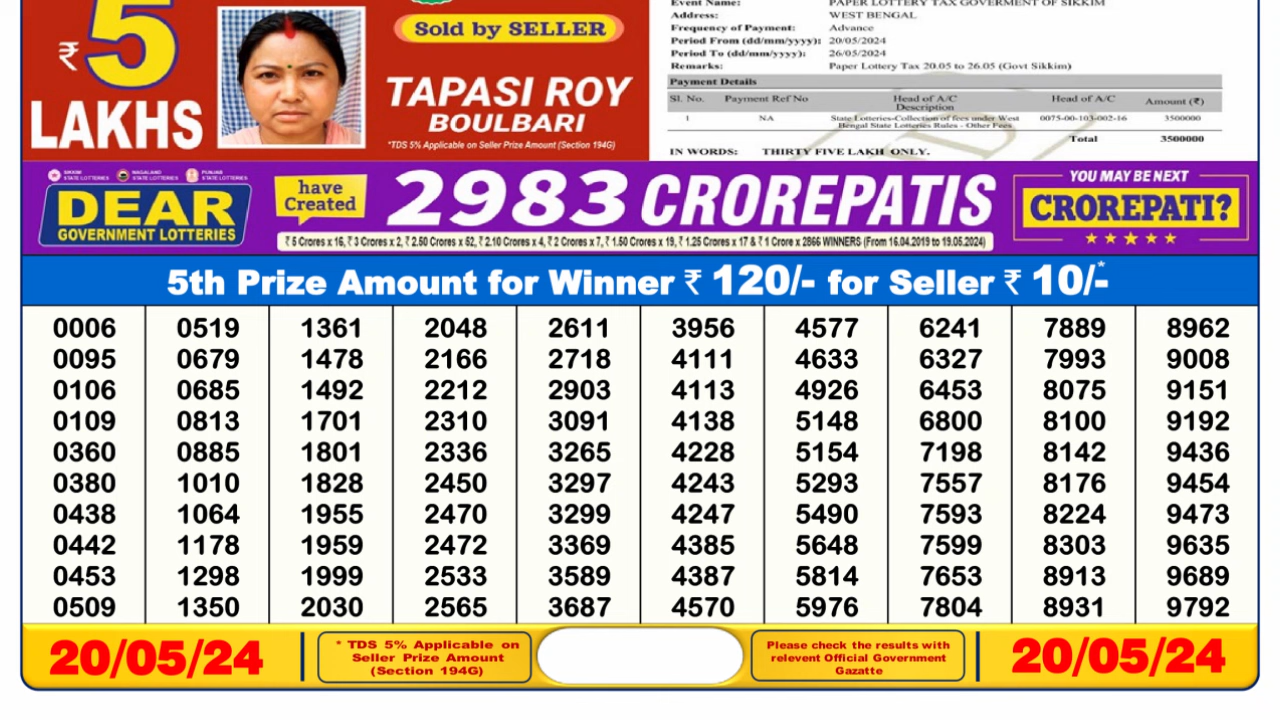 ₹ 5
LAKHS
Sold by SELLER
TAPASI ROY
BOULBARI
*TDS 5% Applicable on Seller Prize Amount (Section 194G)
Event Name: PAPER LOTTERY TAX GOVERMENT OF SIKKIM
Address: WEST BENGAL
Frequency of Payment: Advance
Period From (dd/mm/yyyy): 20/05/2024
Period To (dd/mm/yyyy): 26/05/2024
Remarks: Paper Lottery Tax 20.05 to 26.05 (Govt Sikkim)
Payment Details
Sl. No. Payment Ref No Head of A/C Description Head of A/C Amount (₹)
1 NA State Lotteries-Collection of fees under West Bengal State Lotteries Rules - Other Fees 0075-00-103-002-16 3500000
Total 3500000
IN WORDS: THIRTY FIVE LAKH ONLY.
SIKKIM STATE LOTTERIES NAGALAND STATE LOTTERIES PUNJAB STATE LOTTERIES
DEAR
GOVERNMENT LOTTERIES
have Created
2983 CROREPATIS
₹ 5 Crores x 16, ₹ 3 Crores x 2, ₹ 2.50 Crores x 52, ₹ 2.10 Crores x 4, ₹ 2 Crores x 7, ₹ 1.50 Crores x 19, ₹ 1.25 Crores x 17 & ₹ 1 Crore x 2866 WINNERS (From 16.04.2019 to 19.05.2024)
YOU MAY BE NEXT
CROREPATI?
5th Prize Amount for Winner ₹ 120/- for Seller ₹ 10/-*
0006 0519 1361 2048 2611 3956 4577 6241 7889 8962
0095 0679 1478 2166 2718 4111 4633 6327 7993 9008
0106 0685 1492 2212 2903 4113 4926 6453 8075 9151
0109 0813 1701 2310 3091 4138 5148 6800 8100 9192
0360 0885 1801 2336 3265 4228 5154 7198 8142 9436
0380 1010 1828 2450 3297 4243 5293 7557 8176 9454
0438 1064 1955 2470 3299 4247 5490 7593 8224 9473
0442 1178 1959 2472 3369 4385 5648 7599 8303 9635
0453 1298 1999 2533 3589 4387 5814 7653 8913 9689
0509 1350 2030 2565 3687 4570 5976 7804 8931 9792
20/05/24
* TDS 5% Applicable on
Seller Prize Amount
(Section 194G)
Please check the results with
relevent Official Government
Gazatte
20/05/24